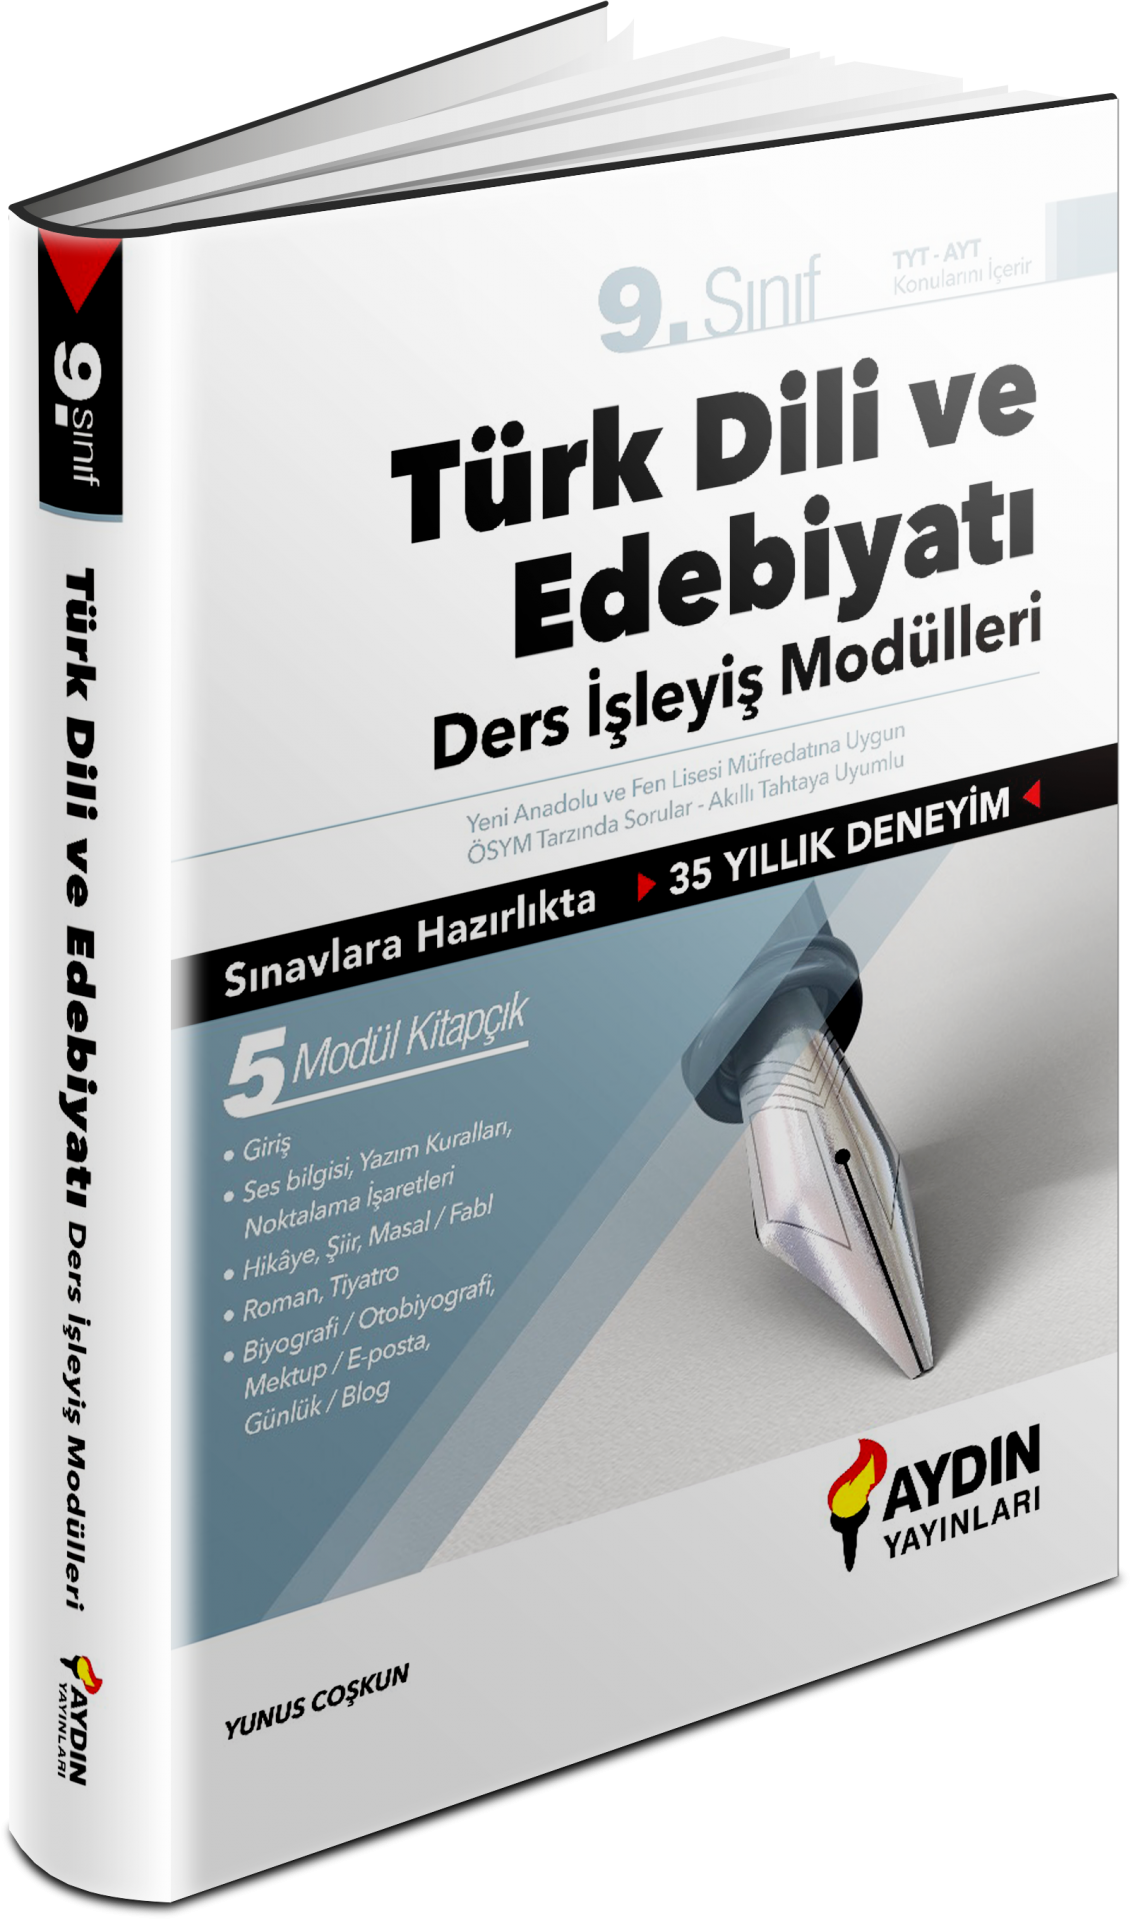 9. Sınıf
TYT - AYT
Konularını İçerir
Türk Dili ve
Edebiyatı
Ders İşleyiş Modülleri
Yeni Anadolu ve Fen Lisesi Müfredatına Uygun
ÖSYM Tarzında Sorular - Akıllı Tahtaya Uyumlu
Sınavlara Hazırlıkta 35 YILLIK DENEYİM
5 Modül Kitapçık
• Giriş
• Ses bilgisi, Yazım Kuralları,
Noktalama İşaretleri
• Hikâye, Şiir, Masal / Fabl
• Roman, Tiyatro
• Biyografi / Otobiyografi,
Mektup / E-posta,
Günlük / Blog
AYDIN
YAYINLARI
YUNUS COŞKUN
9. sınıf
Türk Dili ve Edebiyatı Ders İşleyiş Modülleri
AYDIN
YAYINLARI